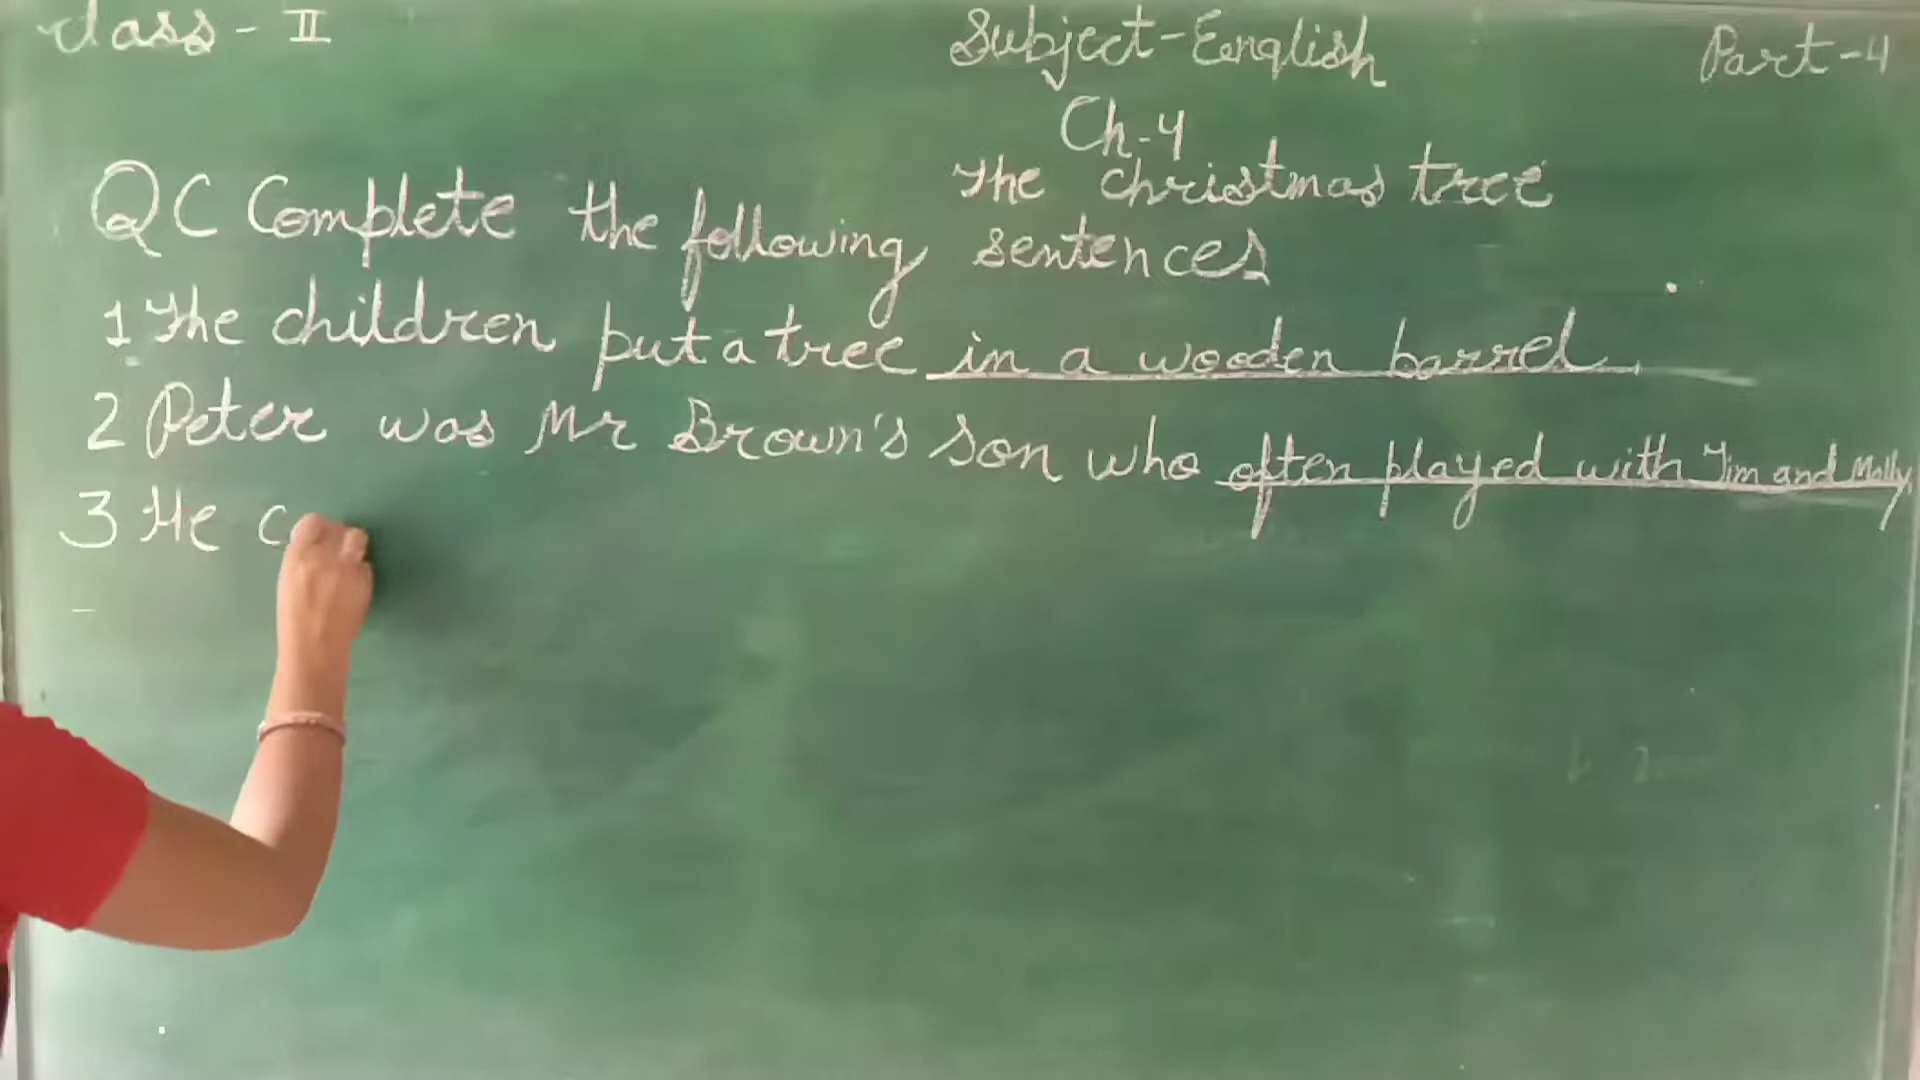 Class - II
Subject - English
Part - 4
Ch - 4
The christmas tree
QC Complete the following sentences
1 The children put a tree in a wooden barrel.
2 Peter was Mr Brown's son who often played with Tim and Molly.
3 He